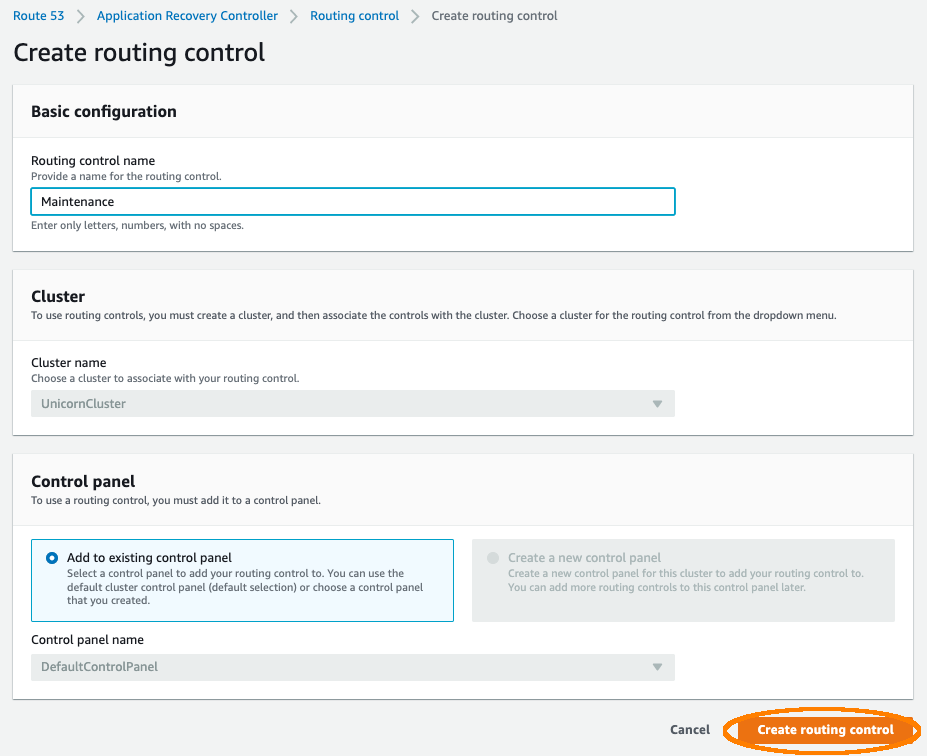 Route 53 > Application Recovery Controller > Routing control > Create routing control
Create routing control
Basic configuration
Routing control name
Provide a name for the routing control.
Maintenance
Enter only letters, numbers, with no spaces.
Cluster
To use routing controls, you must create a cluster, and then associate the controls with the cluster. Choose a cluster for the routing control from the dropdown menu.
Cluster name
Choose a cluster to associate with your routing control.
UnicornCluster
Control panel
To use a routing control, you must add it to a control panel.
Add to existing control panel
Select a control panel to add your routing control to. You can use the
default cluster control panel (default selection) or choose a control panel
that you created.
Create a new control panel
Create a new control panel for this cluster to add your routing control to.
You can add more routing controls to this control panel later.
Control panel name
DefaultControlPanel
Cancel
Create routing control